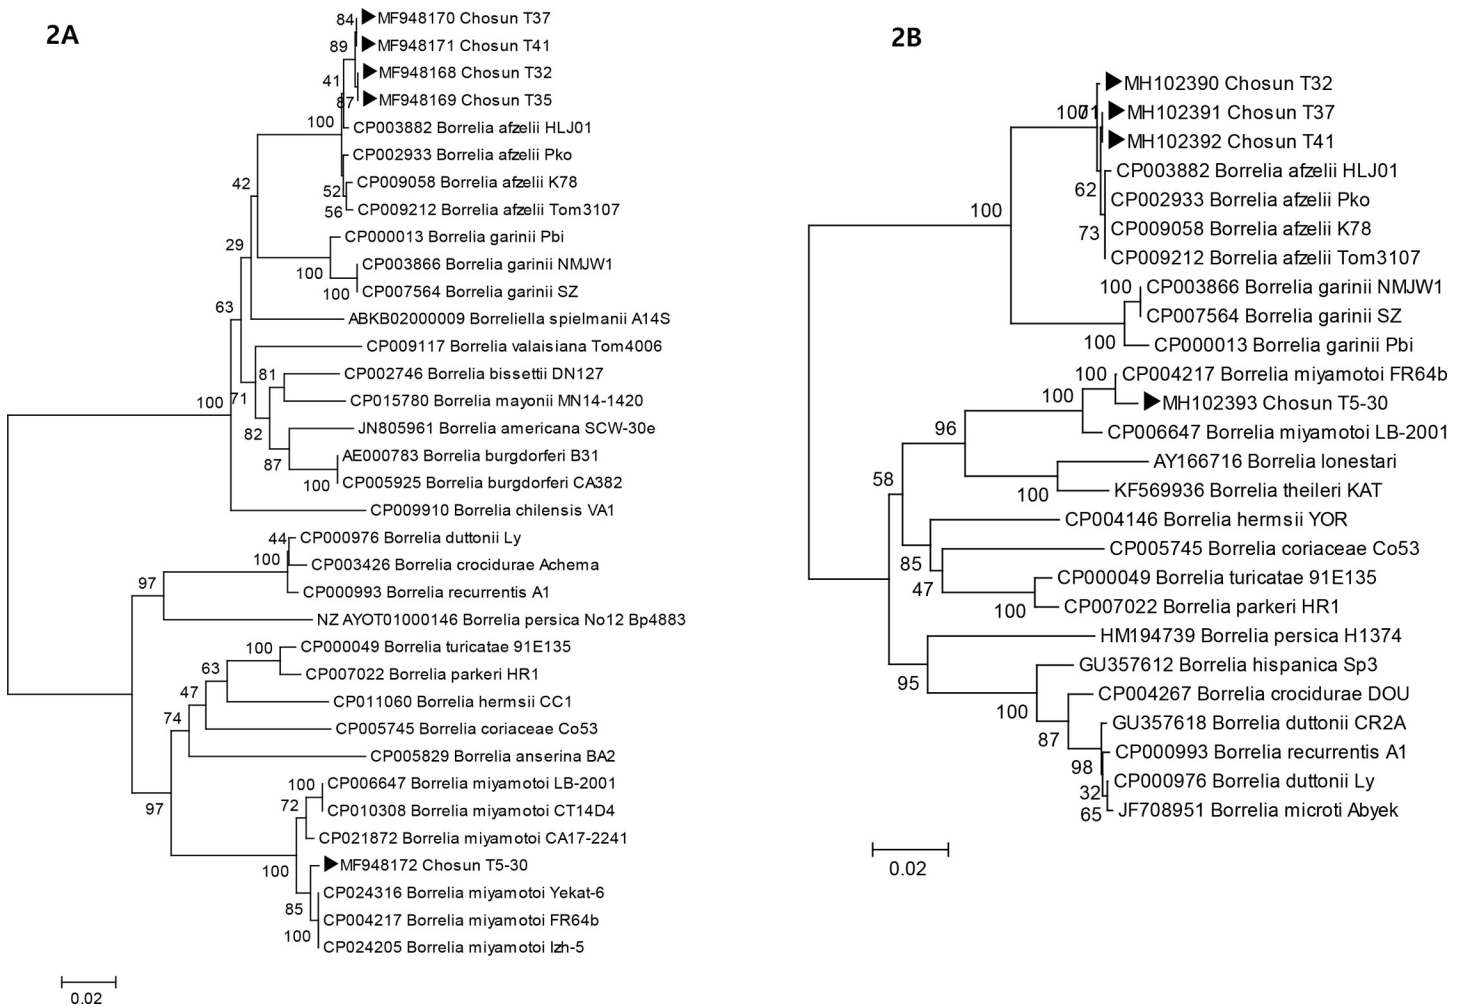 2A
84
MF948170 Chosun T37
89
MF948171 Chosun T41
41
MF948168 Chosun T32
87
MF948169 Chosun T35
100
CP003882 Borrelia afzelii HLJ01
CP002933 Borrelia afzelii Pko
42
CP009058 Borrelia afzelii K78
52
56
CP009212 Borrelia afzelii Tom3107
29
CP000013 Borrelia garinii Pbi
CP003866 Borrelia garinii NMJW1
100
100
CP007564 Borrelia garinii SZ
63
ABKB02000009 Borreliella spielmanii A14S
CP009117 Borrelia valaisiana Tom4006
81
CP002746 Borrelia bissettii DN127
100
71
CP015780 Borrelia mayonii MN14-1420
82
JN805961 Borrelia americana SCW-30e
AE000783 Borrelia burgdorferi B31
87
100
CP005925 Borrelia burgdorferi CA382
CP009910 Borrelia chilensis VA1
44
CP000976 Borrelia duttonii Ly
100
CP003426 Borrelia crocidurae Achema
97
CP000993 Borrelia recurrentis A1
NZ AYOT01000146 Borrelia persica No12 Bp4883
100
CP000049 Borrelia turicatae 91E135
63
CP007022 Borrelia parkeri HR1
47
CP011060 Borrelia hermsii CC1
74
CP005745 Borrelia coriaceae Co53
CP005829 Borrelia anserina BA2
100
CP006647 Borrelia miyamotoi LB-2001
97
72
CP010308 Borrelia miyamotoi CT14D4
CP021872 Borrelia miyamotoi CA17-2241
100
MF948172 Chosun T5-30
CP024316 Borrelia miyamotoi Yekat-6
85
CP004217 Borrelia miyamotoi FR64b
100
CP024205 Borrelia miyamotoi Izh-5
0.02
2B
MH102390 Chosun T32
100
71
MH102391 Chosun T37
MH102392 Chosun T41
CP003882 Borrelia afzelii HLJ01
62
100
CP002933 Borrelia afzelii Pko
73
CP009058 Borrelia afzelii K78
CP009212 Borrelia afzelii Tom3107
100
CP003866 Borrelia garinii NMJW1
CP007564 Borrelia garinii SZ
100
CP000013 Borrelia garinii Pbi
100
CP004217 Borrelia miyamotoi FR64b
100
MH102393 Chosun T5-30
96
CP006647 Borrelia miyamotoi LB-2001
AY166716 Borrelia lonestari
58
100
KF569936 Borrelia theileri KAT
CP004146 Borrelia hermsii YOR
CP005745 Borrelia coriaceae Co53
85
CP000049 Borrelia turicatae 91E135
47
100
CP007022 Borrelia parkeri HR1
HM194739 Borrelia persica H1374
GU357612 Borrelia hispanica Sp3
95
CP004267 Borrelia crocidurae DOU
100
GU357618 Borrelia duttonii CR2A
87
CP000993 Borrelia recurrentis A1
98
CP000976 Borrelia duttonii Ly
32
65
JF708951 Borrelia microti Abyek
0.02